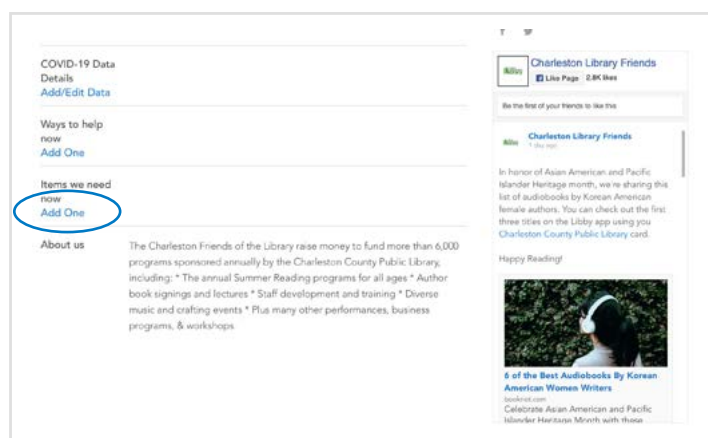 COVID-19 Data
Details
Add/Edit Data
Ways to help
now
Add One
Items we need
now
Add One
About us
The Charleston Friends of the Library raise money to fund more than 6,000
programs sponsored annually by the Charleston County Public Library,
including: * The annual Summer Reading programs for all ages * Author
book signings and lectures * Staff development and training * Diverse
music and crafting events * Plus many other performances, business
programs, & workshops
Charleston Library Friends
Like Page 2.8K likes
Be the first of your friends to like this
Charleston Library Friends
1 day ago
In honor of Asian American and Pacific
Islander Heritage month, we're sharing this
list of audiobooks by Korean American
female authors. You can check out the first
three titles on the Libby app using you
Charleston County Public Library card.
Happy Reading!
6 of the Best Audiobooks By Korean
American Women Writers
bookriot.com
Celebrate Asian American and Pacific
Islander Heritage Month with these